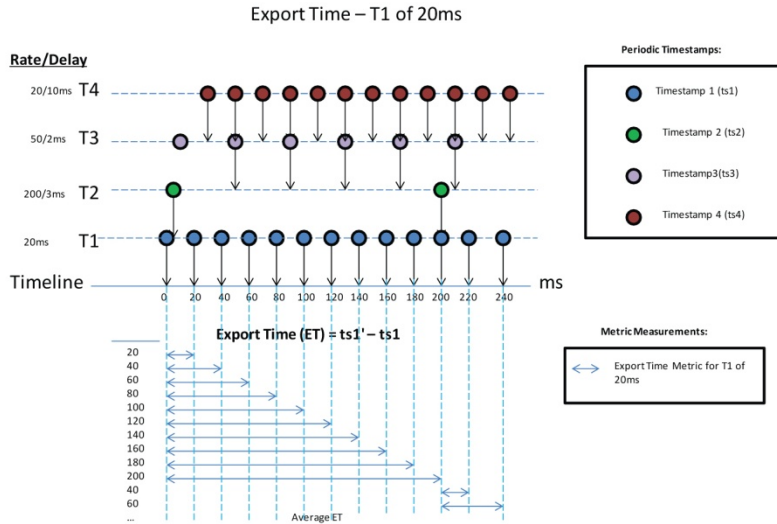 Export Time – T1 of 20ms
Rate/Delay
20/10ms T4
50/2ms T3
200/3ms T2
20ms T1
Timeline
ms
0 20 40 60 80 100 120 140 160 180 200 220 240
Periodic Timestamps:
Timestamp 1 (ts1)
Timestamp 2 (ts2)
Timestamp3(ts3)
Timestamp 4 (ts4)
Export Time (ET) = ts1' – ts1
20
40
60
80
100
120
140
160
180
200
40
60
...
Average ET
Metric Measurements:
Export Time Metric for T1 of
20ms